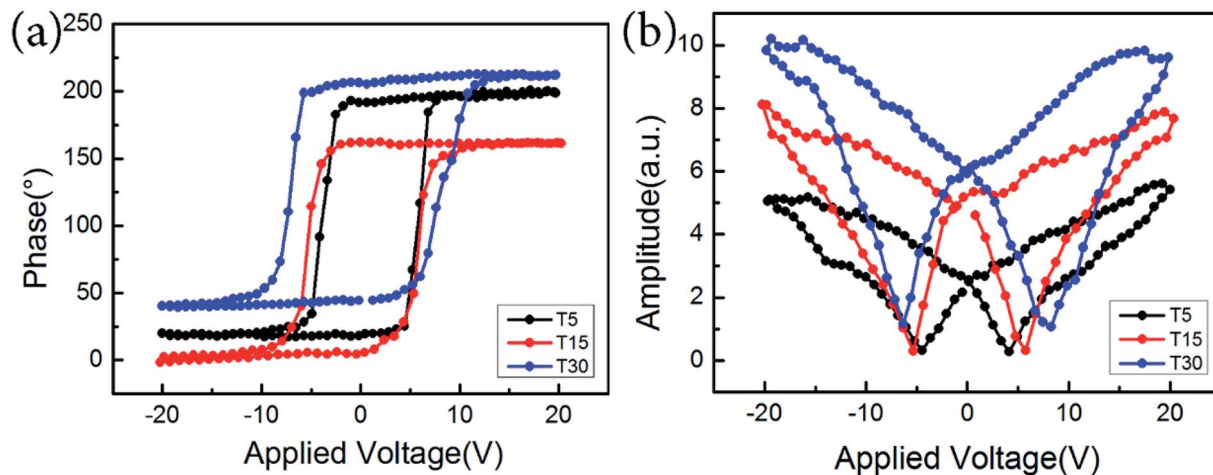 (a)
250
200
150
100
50
0
Phase(°)
-20 -10 0 10 20
Applied Voltage(V)
T5
T15
T30
(b)
10
8
6
4
2
0
Amplitude(a.u.)
-20 -10 0 10 20
Applied Voltage(V)
T5
T15
T30